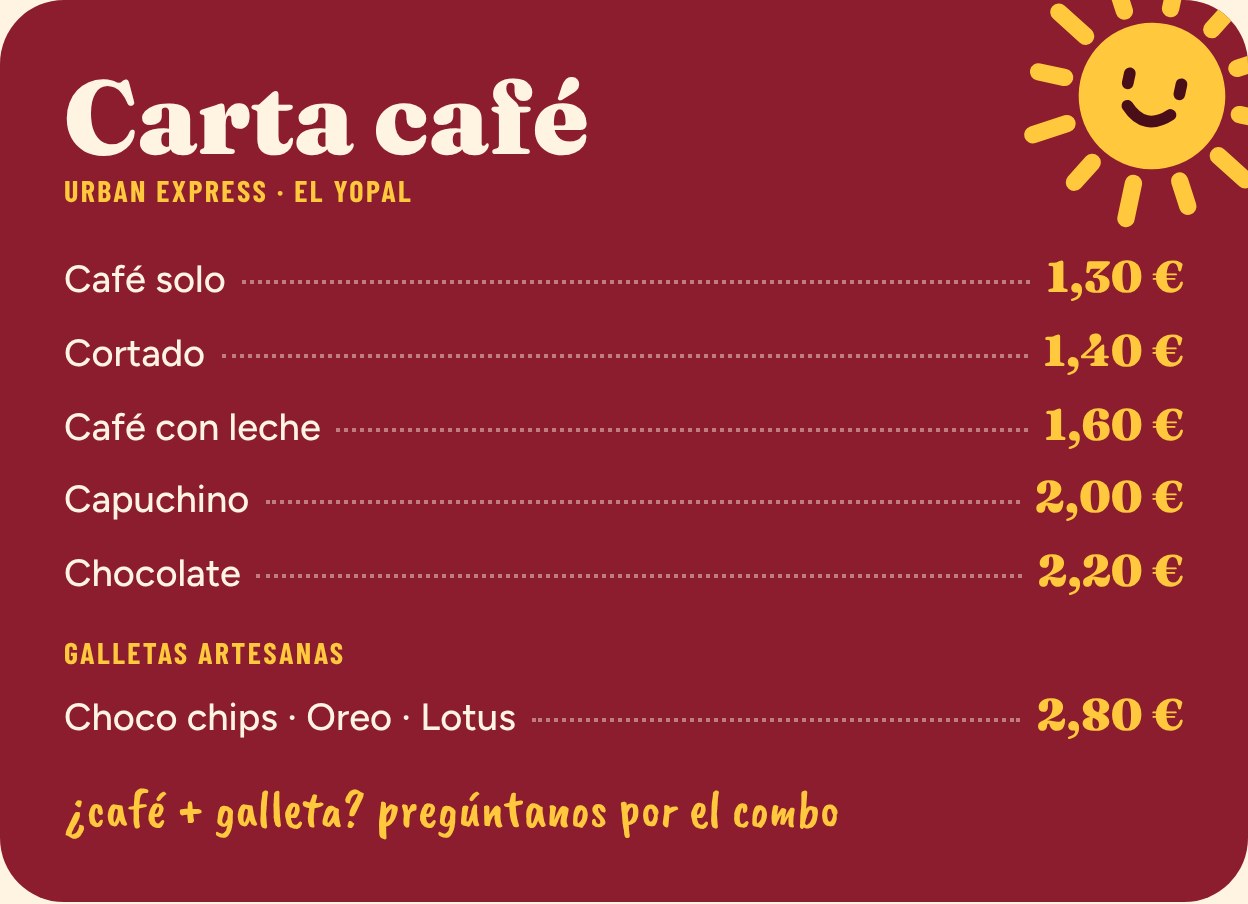 Carta café
URBAN EXPRESS · EL YOPAL
Café solo 1,30 €
Cortado 1,40 €
Café con leche 1,60 €
Capuchino 2,00 €
Chocolate 2,20 €
GALLETAS ARTESANAS
Choco chips · Oreo · Lotus 2,80 €
¿café + galleta? pregúntanos por el combo